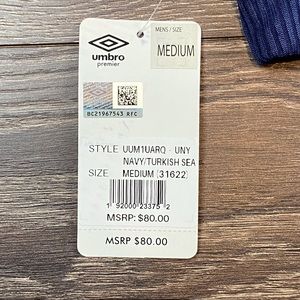 MEN'S / SIZE
MEDIUM
umbro
premier
BC21967543 RFC
STYLE UUM1UARQ - UNY
NAVY/TURKISH SEA
SIZE MEDIUM (31622)
1 92000 23375 2
MSRP: $80.00
MSRP $80.00